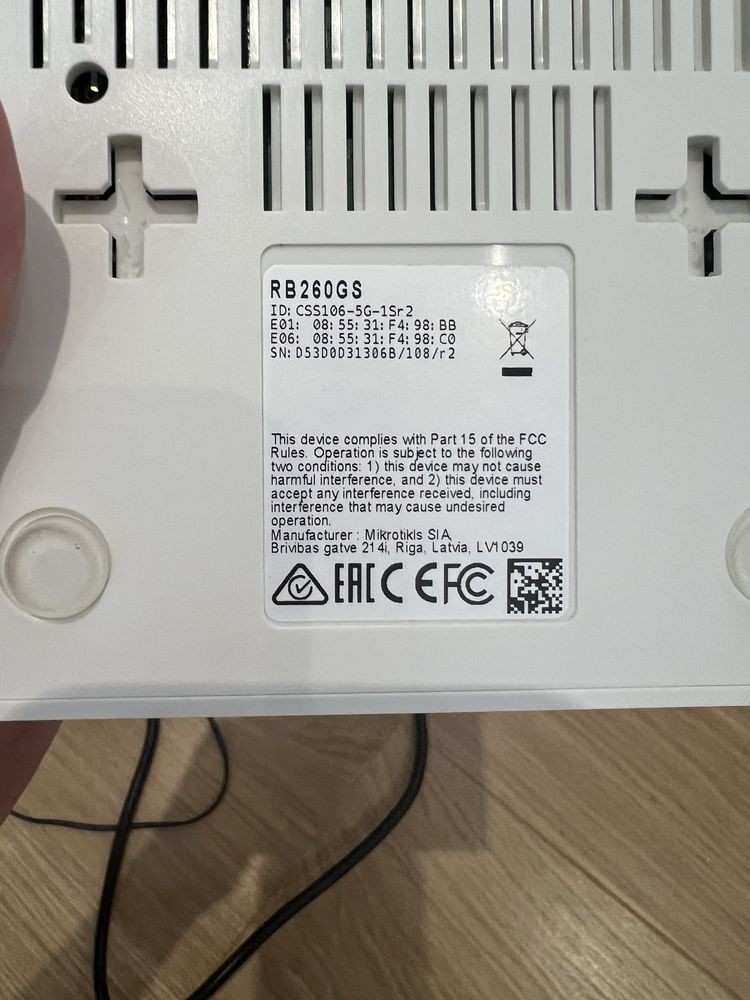 RB260GS
ID: CSS106-5G-1Sr2
E01: 08:55:31:F4:98:BB
E06: 08:55:31:F4:98:C0
SN: D53D0D31306B/108/r2
This device complies with Part 15 of the FCC
Rules. Operation is subject to the following
two conditions: 1) this device may not cause
harmful interference, and 2) this device must
accept any interference received, including
interference that may cause undesired
operation.
Manufacturer : Mikrotikls SIA,
Brivibas gatve 214i, Riga, Latvia, LV1039
EAC CE FC